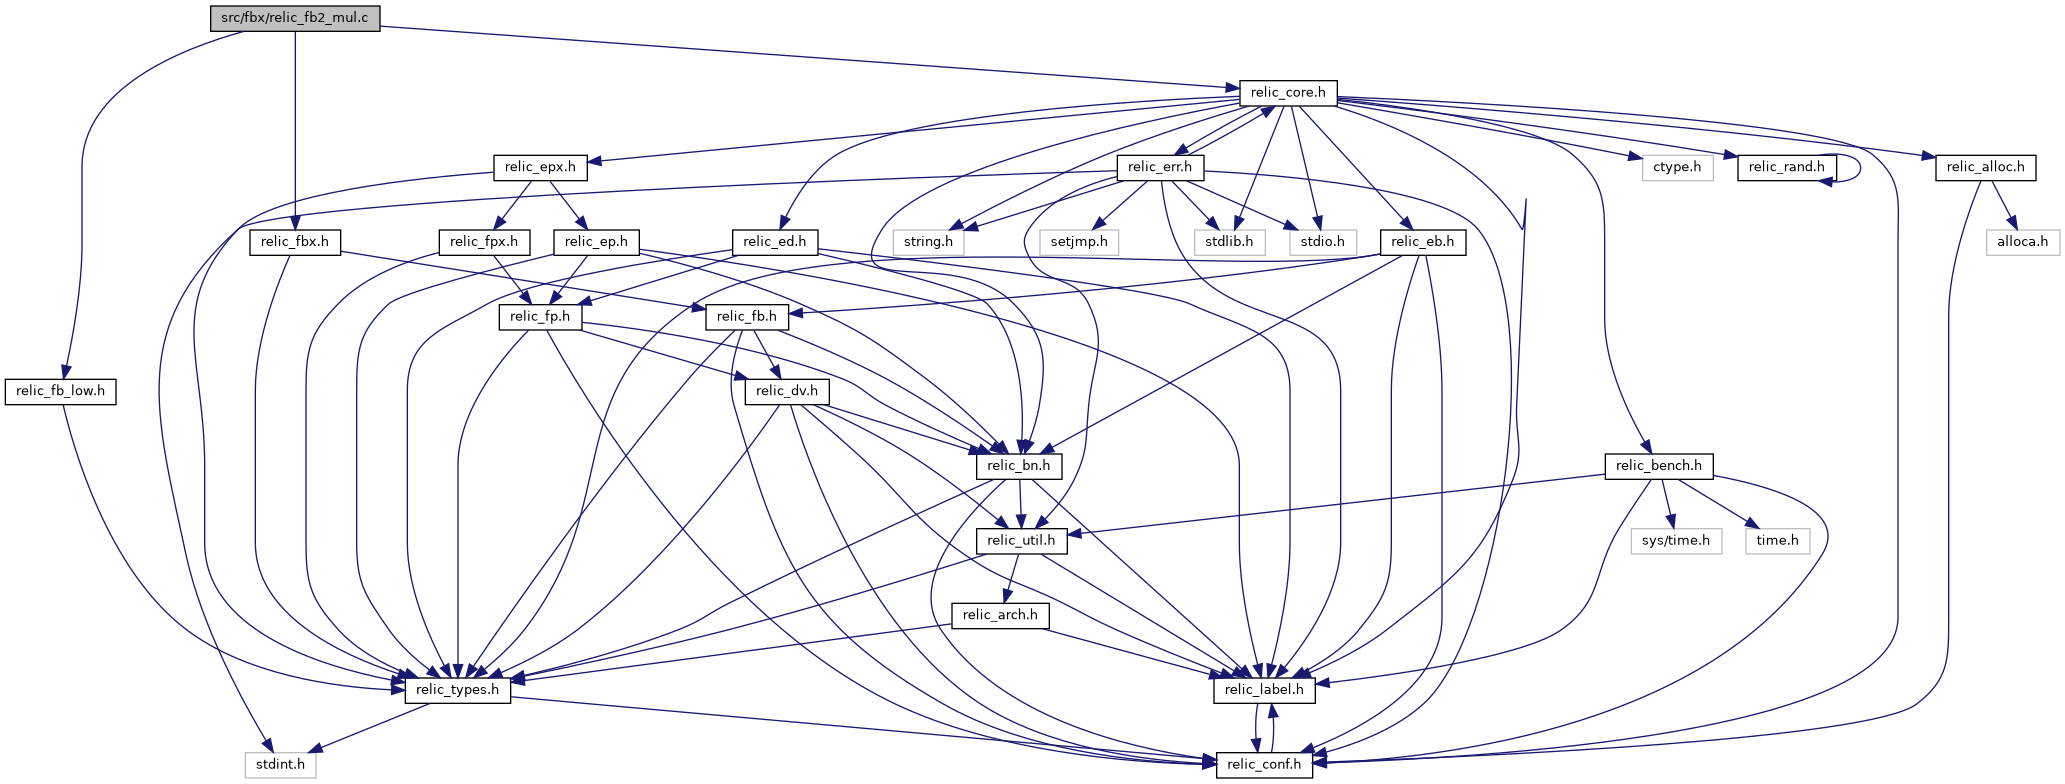 src/fbx/relic_fb2_mul.c
relic_core.h
relic_epx.h
relic_err.h
ctype.h
relic_rand.h
relic_alloc.h
relic_fbx.h
relic_fpx.h
relic_ep.h
relic_ed.h
string.h
setjmp.h
stdlib.h
stdio.h
relic_eb.h
alloca.h
relic_fp.h
relic_fb.h
relic_fb_low.h
relic_dv.h
relic_bn.h
relic_bench.h
relic_util.h
sys/time.h
time.h
relic_arch.h
relic_types.h
relic_label.h
stdint.h
relic_conf.h